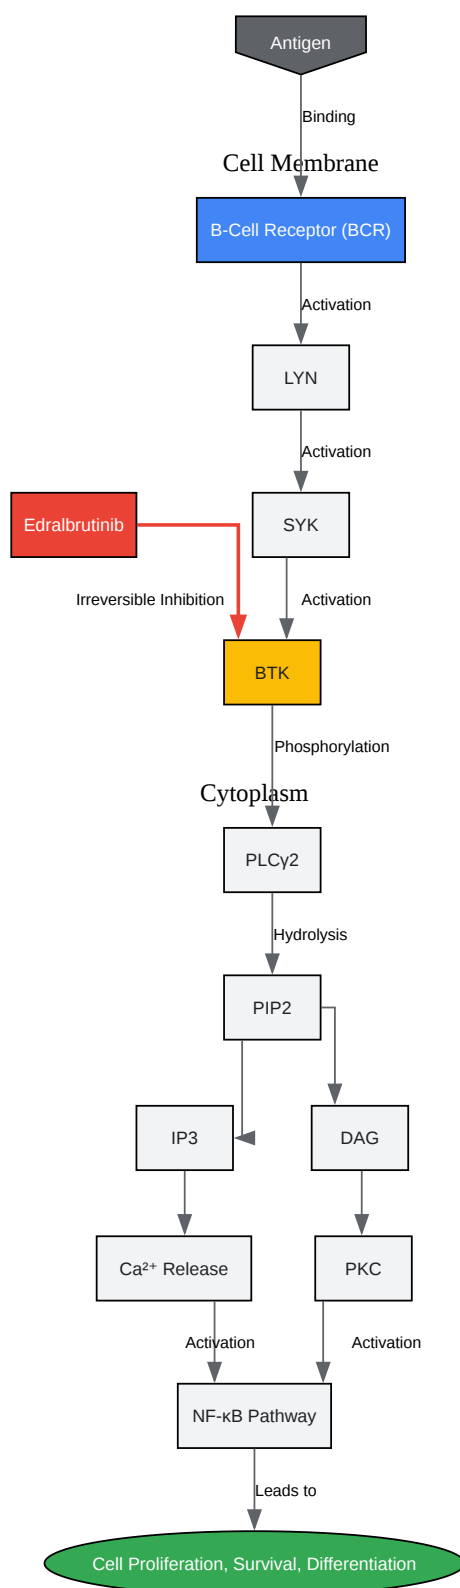 Antigen
Binding
Cell Membrane
B-Cell Receptor (BCR)
Activation
LYN
Activation
Edralbrutinib
SYK
Irreversible Inhibition
Activation
BTK
Phosphorylation
Cytoplasm
PLCγ2
Hydrolysis
PIP2
IP3
DAG
Ca²⁺ Release
PKC
Activation
Activation
NF-κB Pathway
Leads to
Cell Proliferation, Survival, Differentiation